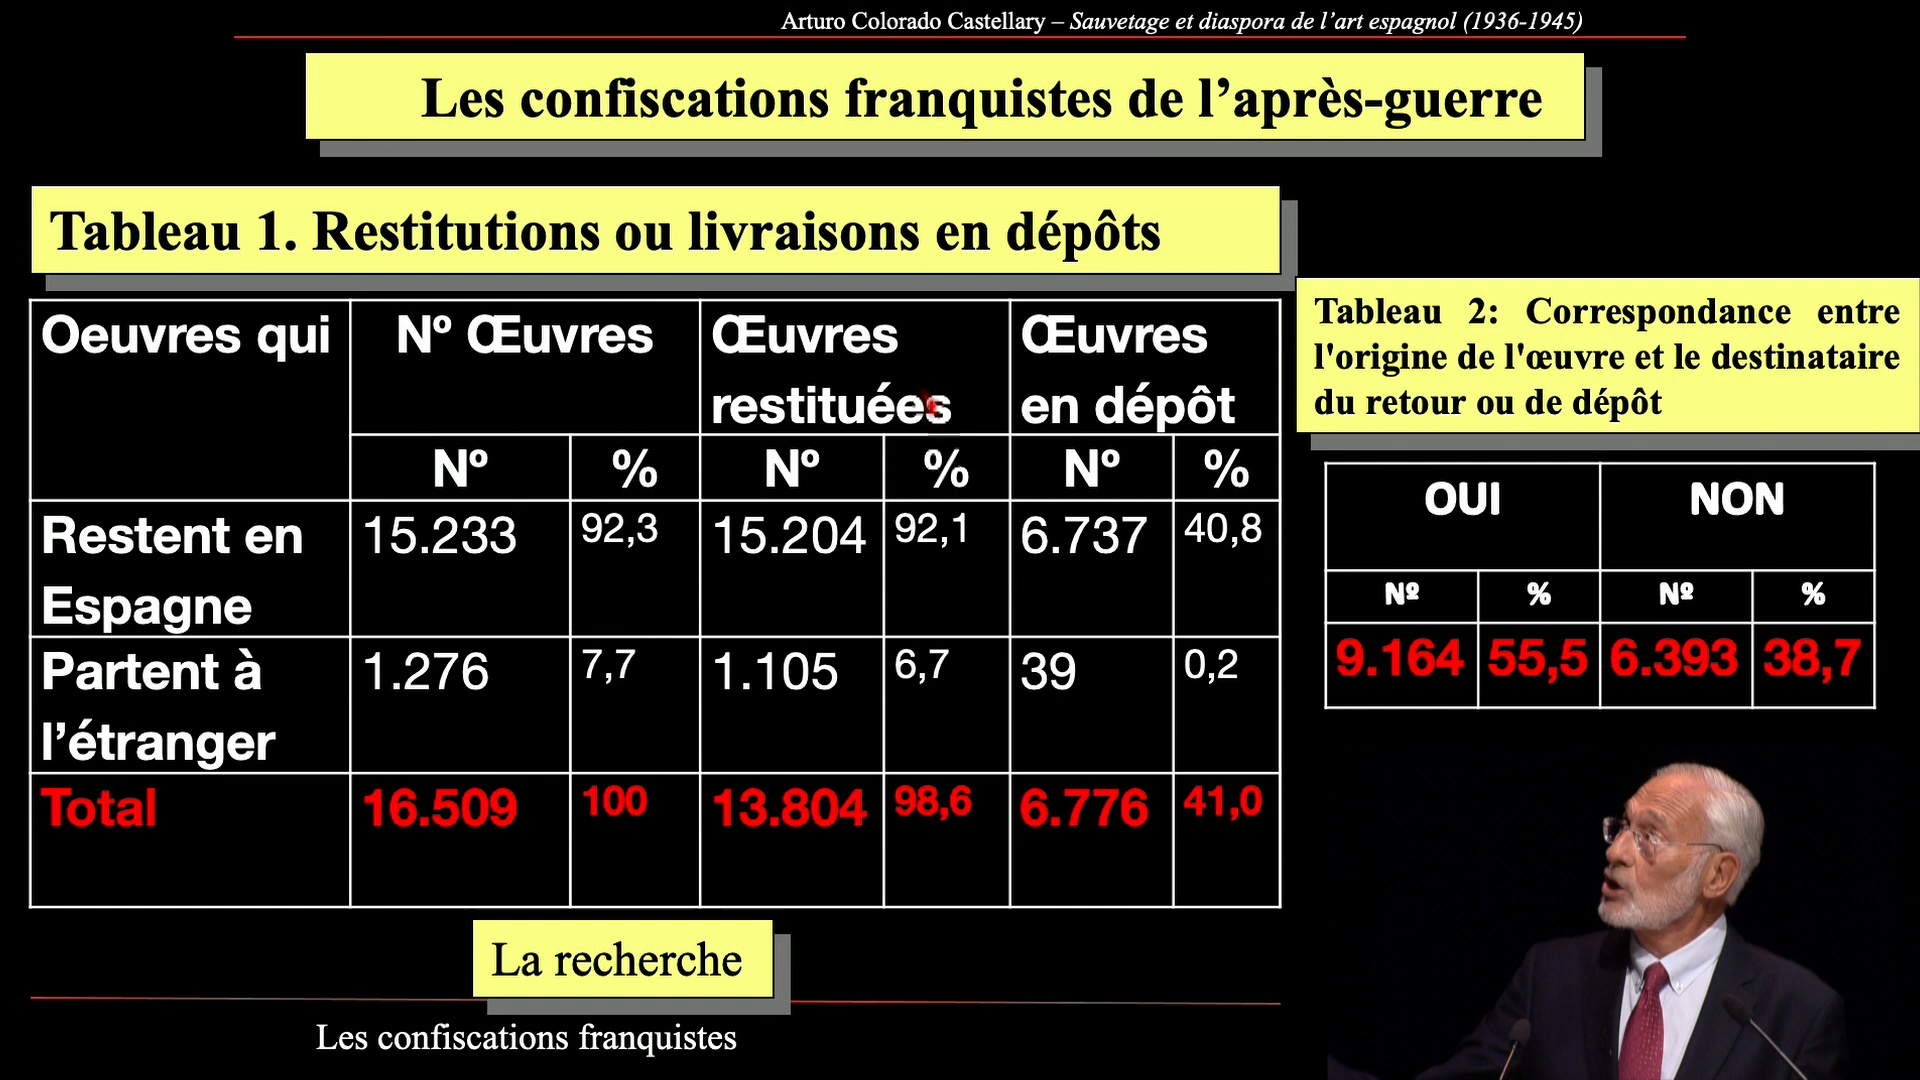 Arturo Colorado Castellary – Sauvetage et diaspora de l’art espagnol (1936-1945)
Les confiscations franquistes de l’après-guerre
Tableau 1. Restitutions ou livraisons en dépôts
Oeuvres qui
Nº Œuvres
Œuvres
restituées
Œuvres
en dépôt
Nº % Nº % Nº %
Restent en
Espagne
15.233 92,3 15.204 92,1 6.737 40,8
Partent à
l’étranger
1.276 7,7 1.105 6,7 39 0,2
Total 16.509 100 13.804 98,6 6.776 41,0
Tableau 2: Correspondance entre
l'origine de l'œuvre et le destinataire
du retour ou de dépôt
OUI NON
Nº % Nº %
9.164 55,5 6.393 38,7
La recherche
Les confiscations franquistes